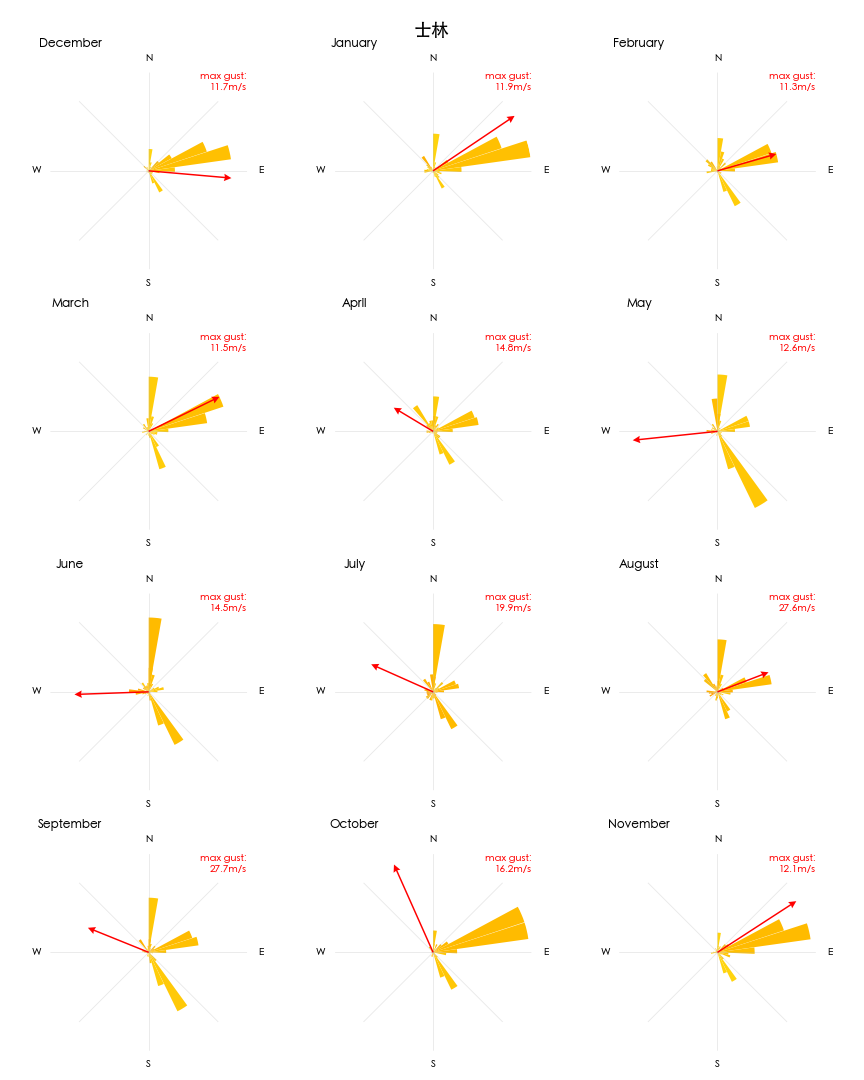 士林
December
January
February
N
max gust:
11.7m/s
W
E
S
N
max gust:
11.9m/s
W
E
S
N
max gust:
11.3m/s
W
E
S
March
April
May
N
max gust:
11.5m/s
W
E
S
N
max gust:
14.8m/s
W
E
S
N
max gust:
12.6m/s
W
E
S
June
July
August
N
max gust:
14.5m/s
W
E
S
N
max gust:
19.9m/s
W
E
S
N
max gust:
27.6m/s
W
E
S
September
October
November
N
max gust:
27.7m/s
W
E
S
N
max gust:
16.2m/s
W
E
S
N
max gust:
12.1m/s
W
E
S